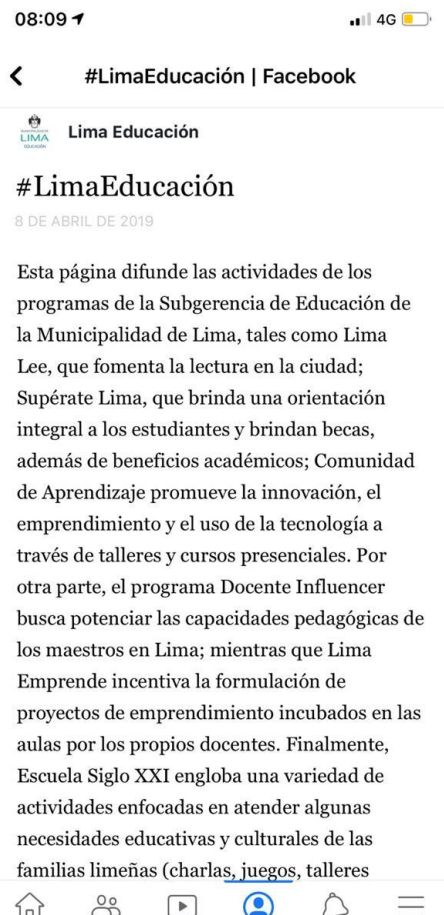 08:09
4G
#LimaEducación | Facebook
LIMA
EDUCACIÓN
Lima Educación
#LimaEducación
8 DE ABRIL DE 2019
Esta página difunde las actividades de los
programas de la Subgerencia de Educación de
la Municipalidad de Lima, tales como Lima
Lee, que fomenta la lectura en la ciudad;
Supérate Lima, que brinda una orientación
integral a los estudiantes y brindan becas,
además de beneficios académicos; Comunidad
de Aprendizaje promueve la innovación, el
emprendimiento y el uso de la tecnología a
través de talleres y cursos presenciales. Por
otra parte, el programa Docente Influencer
busca potenciar las capacidades pedagógicas de
los maestros en Lima; mientras que Lima
Emprende incentiva la formulación de
proyectos de emprendimiento incubados en las
aulas por los propios docentes. Finalmente,
Escuela Siglo XXI engloba una variedad de
actividades enfocadas en atender algunas
necesidades educativas y culturales de las
familias limeñas (charlas, juegos, talleres